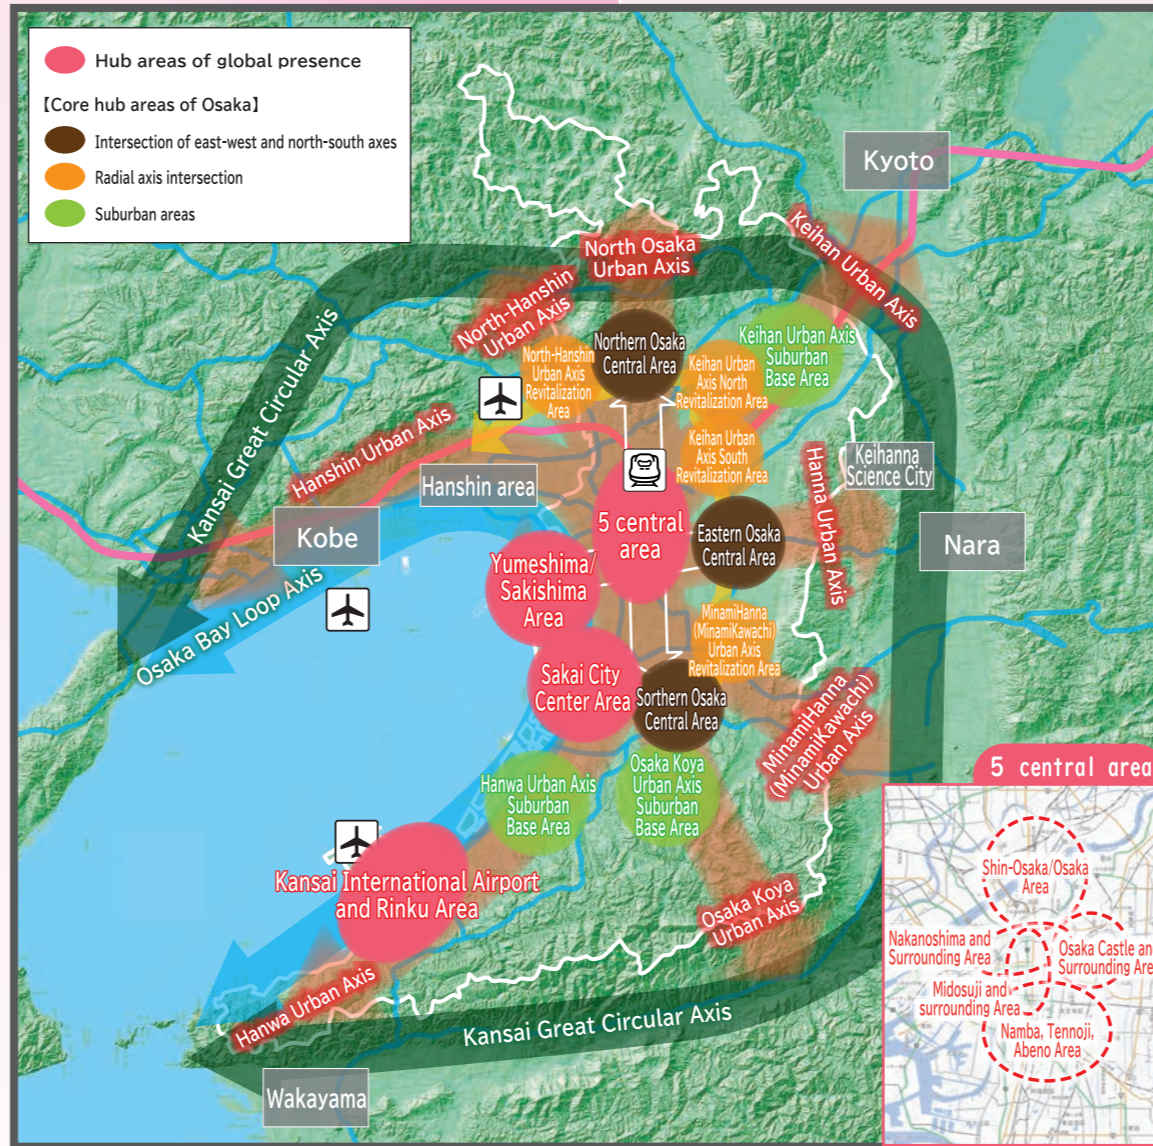 Hub areas of global presence
【Core hub areas of Osaka】
Intersection of east-west and north-south axes
Radial axis intersection
Suburban areas
Kyoto
Keihan Urban Axis
North Osaka
Urban Axis
North-Hanshin
Urban Axis
Kansai Great Circular Axis
Northern Osaka
Central Area
Keihan Urban Axis
Suburban
Base Area
North-Hanshin
Urban Axis
Revitalization
Area
Keihan Urban
Axis North
Revitalization Area
Hanshin Urban Axis
Keihan Urban
Axis South
Revitalization Area
Keihanna
Science City
Hanna Urban Axis
Hanshin area
5 central
area
Eastern Osaka
Central Area
Kobe
Nara
Yumeshima/
Sakishima
Area
Osaka Bay Loop Axis
MinamiHanna
(MinamiKawachi)
Urban Axis
Revitalization Area
Sakai City
Center Area
Sorthern Osaka
Central Area
MinamiHanna
(MinamiKawachi)
Urban Axis
Hanwa Urban Axis
Suburban
Base Area
Osaka Koya
Urban Axis
Suburban
Base Area
Kansai International Airport
and Rinku Area
Osaka Koya
Urban Axis
Hanwa Urban Axis
Kansai Great Circular Axis
Wakayama
5 central area
Shin-Osaka/Osaka
Area
Nakanoshima and
Surrounding Area
Osaka Castle an
Surrounding Are
Midosuji and
surrounding Area
Namba, Tennoji,
Abeno Area